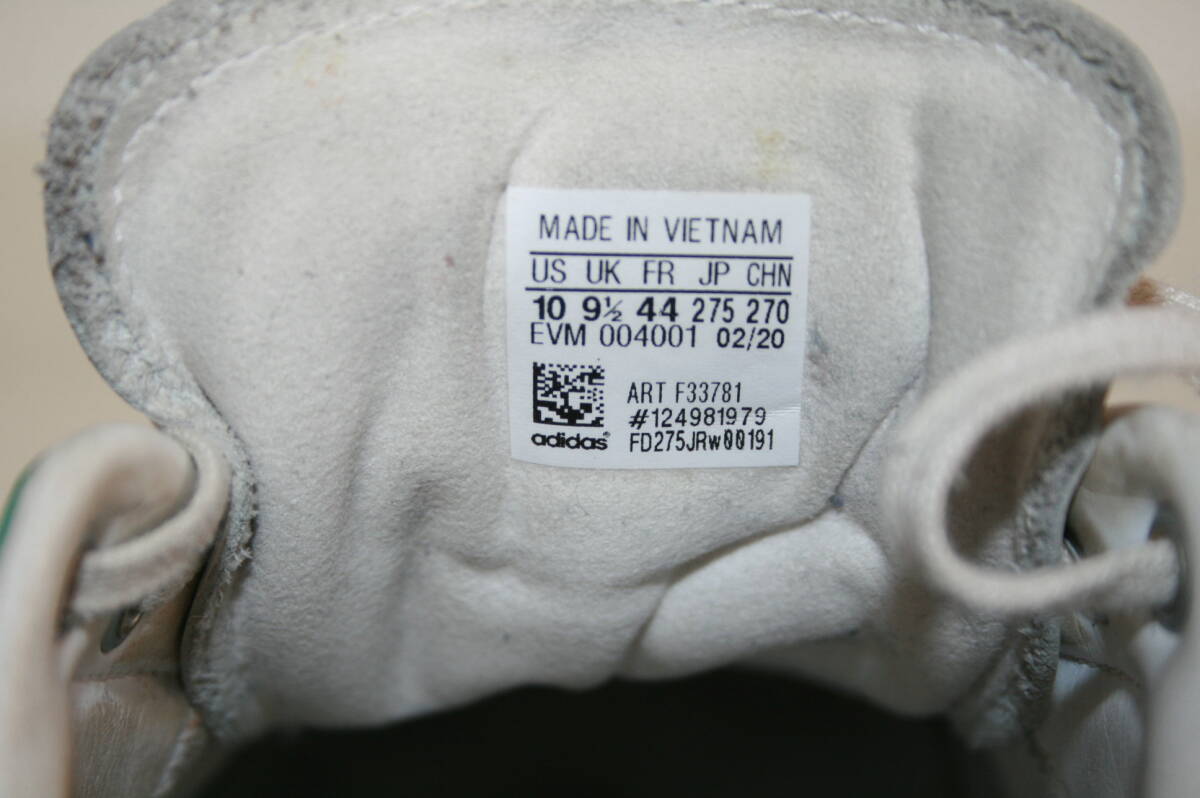 MADE IN VIETNAM
US UK FR JP CHN
10 9½ 44 275 270
EVM 004001 02/20
ART F33781
#124981979
adidas® FD275JRW00191